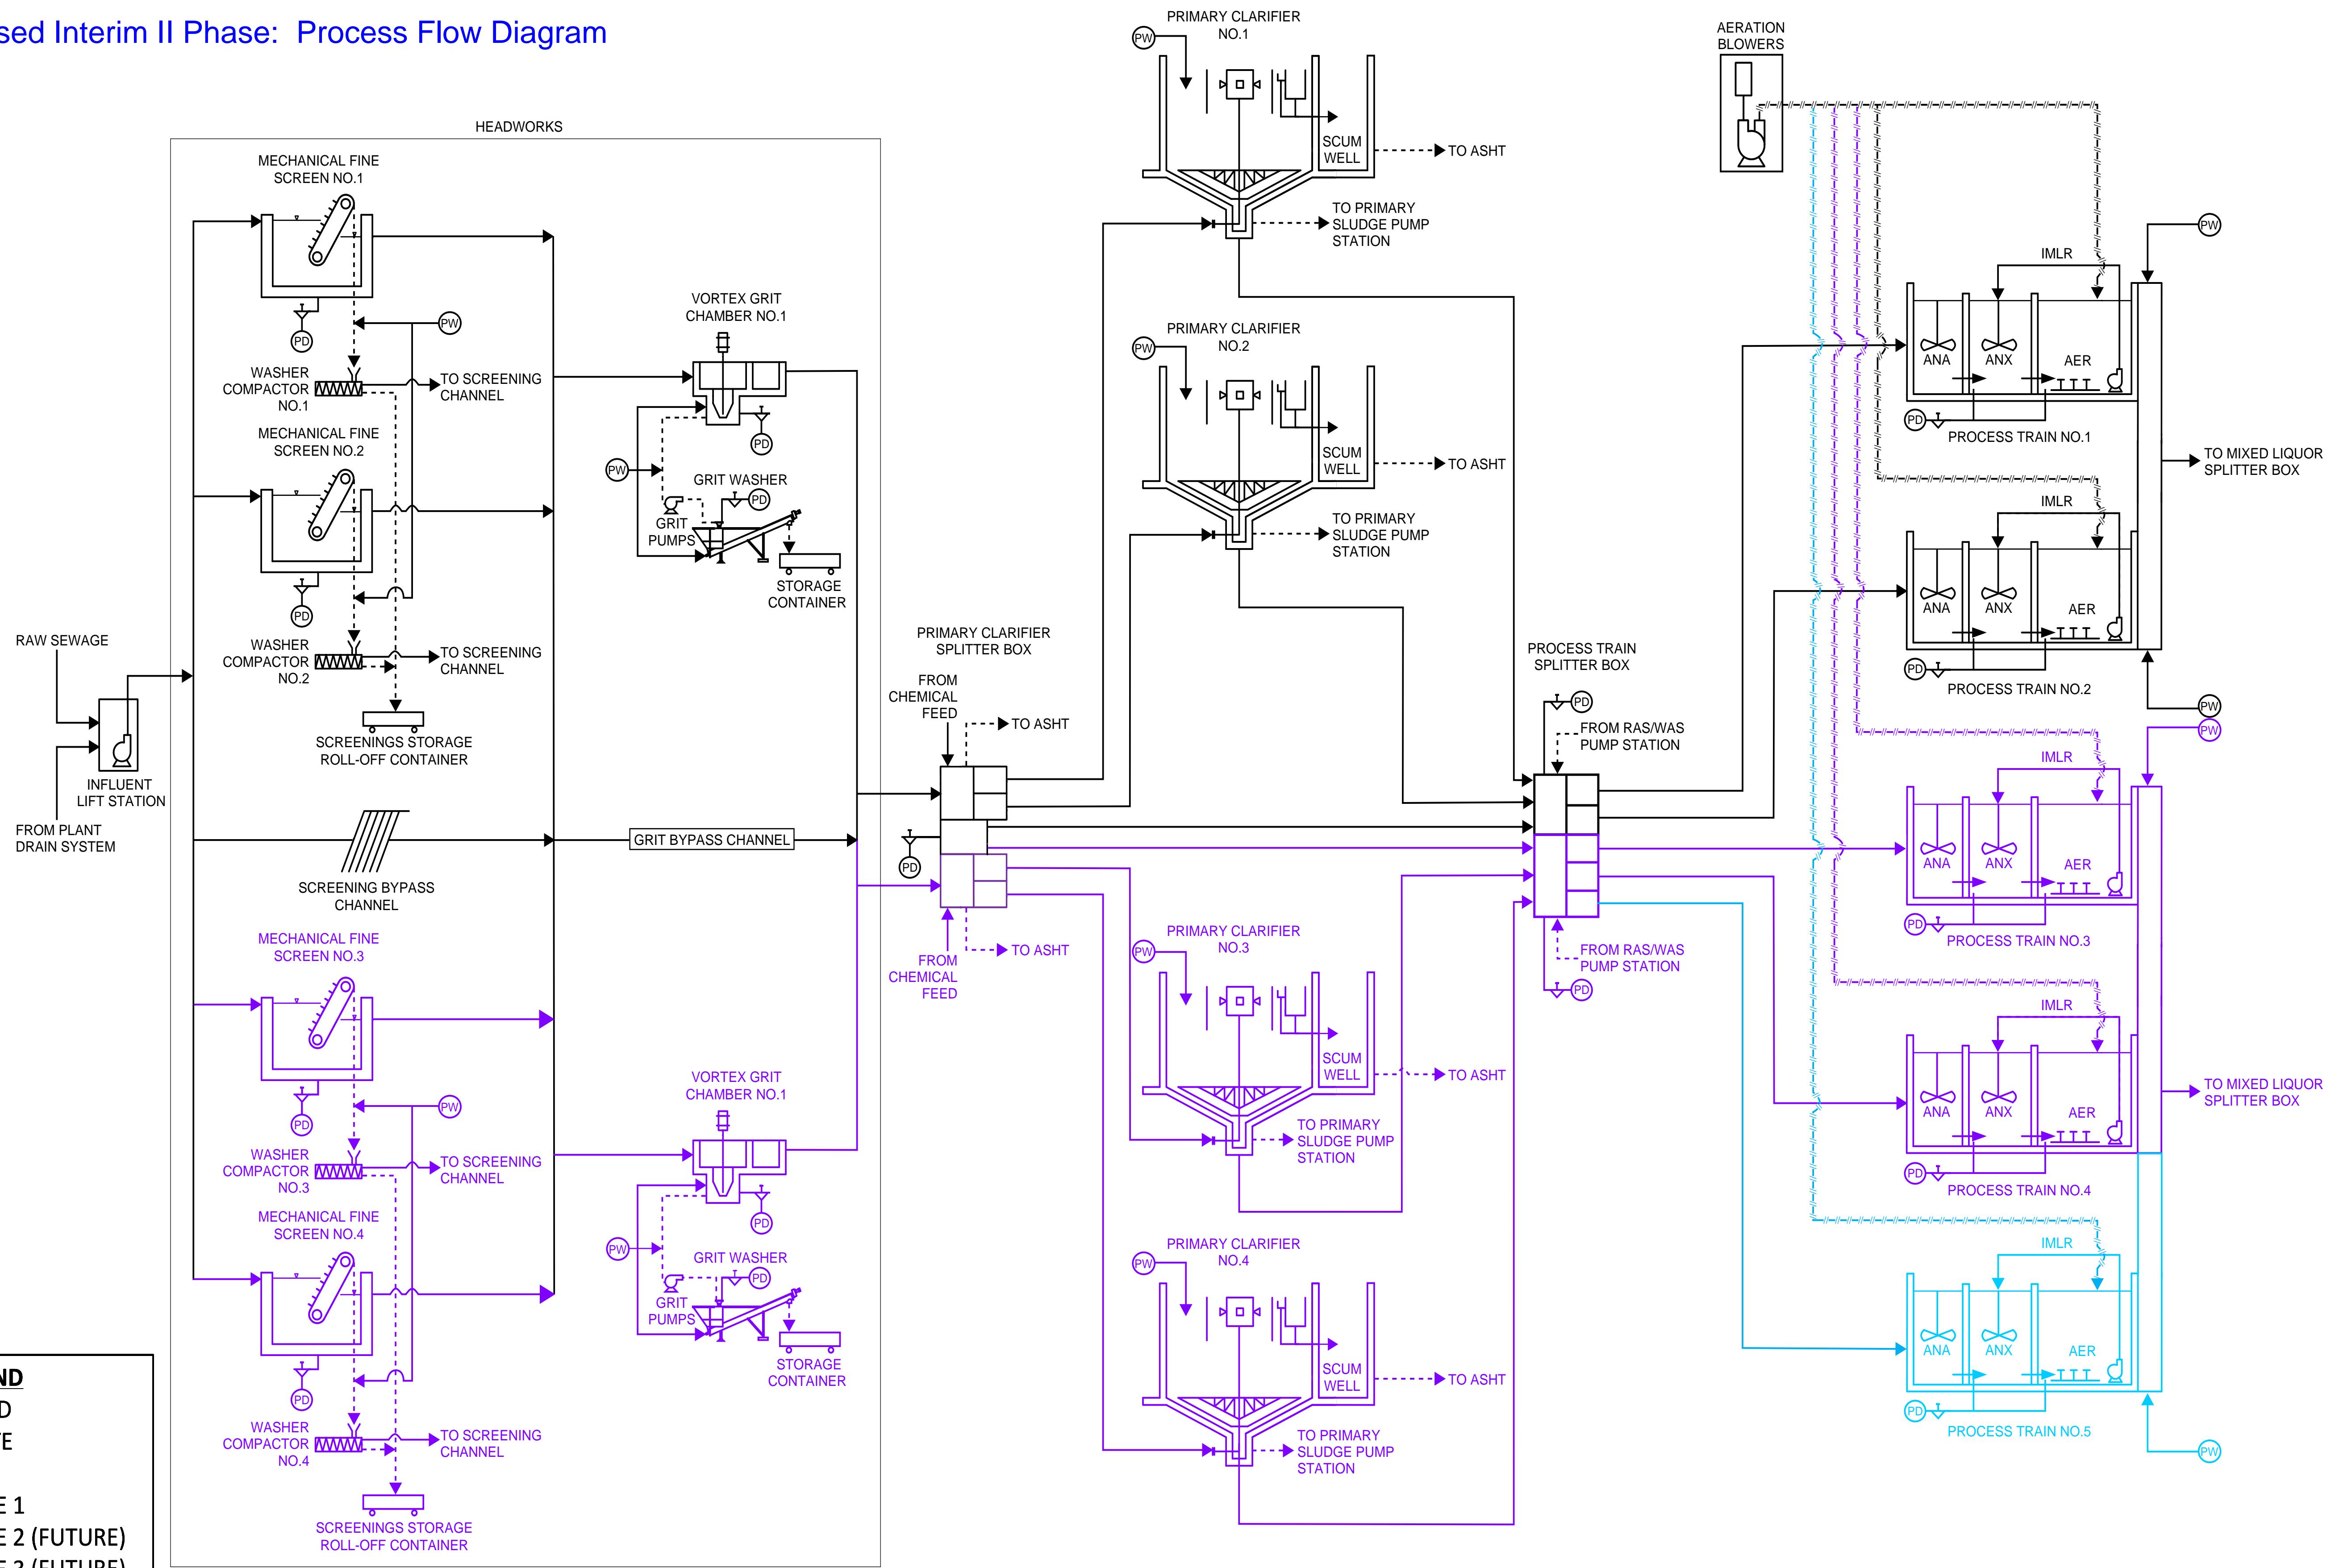 sed Interim II Phase:  Process Flow Diagram
HEADWORKS
MECHANICAL FINE
SCREEN NO.1
PW
PD
WASHER
COMPACTOR
NO.1
TO SCREENING
CHANNEL
MECHANICAL FINE
SCREEN NO.2
PD
WASHER
COMPACTOR
NO.2
TO SCREENING
CHANNEL
SCREENINGS STORAGE
ROLL-OFF CONTAINER
RAW SEWAGE
INFLUENT
LIFT STATION
FROM PLANT
DRAIN SYSTEM
SCREENING BYPASS
CHANNEL
GRIT BYPASS CHANNEL
MECHANICAL FINE
SCREEN NO.3
PW
PD
WASHER
COMPACTOR
NO.3
TO SCREENING
CHANNEL
MECHANICAL FINE
SCREEN NO.4
PD
WASHER
COMPACTOR
NO.4
TO SCREENING
CHANNEL
SCREENINGS STORAGE
ROLL-OFF CONTAINER
VORTEX GRIT
CHAMBER NO.1
PD
PW
GRIT WASHER
PD
GRIT
PUMPS
STORAGE
CONTAINER
VORTEX GRIT
CHAMBER NO.1
PD
PW
GRIT WASHER
PD
GRIT
PUMPS
STORAGE
CONTAINER
PRIMARY CLARIFIER
SPLITTER BOX
FROM
CHEMICAL
FEED
TO ASHT
PD
FROM
CHEMICAL
FEED
TO ASHT
PRIMARY CLARIFIER
NO.1
PW
SCUM
WELL
TO ASHT
TO PRIMARY
SLUDGE PUMP
STATION
PRIMARY CLARIFIER
NO.2
PW
SCUM
WELL
TO ASHT
TO PRIMARY
SLUDGE PUMP
STATION
PRIMARY CLARIFIER
NO.3
PW
SCUM
WELL
TO ASHT
TO PRIMARY
SLUDGE PUMP
STATION
PRIMARY CLARIFIER
NO.4
PW
SCUM
WELL
TO ASHT
TO PRIMARY
SLUDGE PUMP
STATION
PROCESS TRAIN
SPLITTER BOX
PD
FROM RAS/WAS
PUMP STATION
FROM RAS/WAS
PUMP STATION
PD
AERATION
BLOWERS
PW
IMLR
ANA
ANX
AER
PD
PROCESS TRAIN NO.1
TO MIXED LIQUOR
SPLITTER BOX
IMLR
ANA
ANX
AER
PD
PROCESS TRAIN NO.2
PW
PW
IMLR
ANA
ANX
AER
PD
PROCESS TRAIN NO.3
IMLR
ANA
ANX
AER
PD
PROCESS TRAIN NO.4
TO MIXED LIQUOR
SPLITTER BOX
IMLR
ANA
ANX
AER
PD
PROCESS TRAIN NO.5
PW
ND
D
TE
E 1
E 2 (FUTURE)
E 3 (FUTURE)